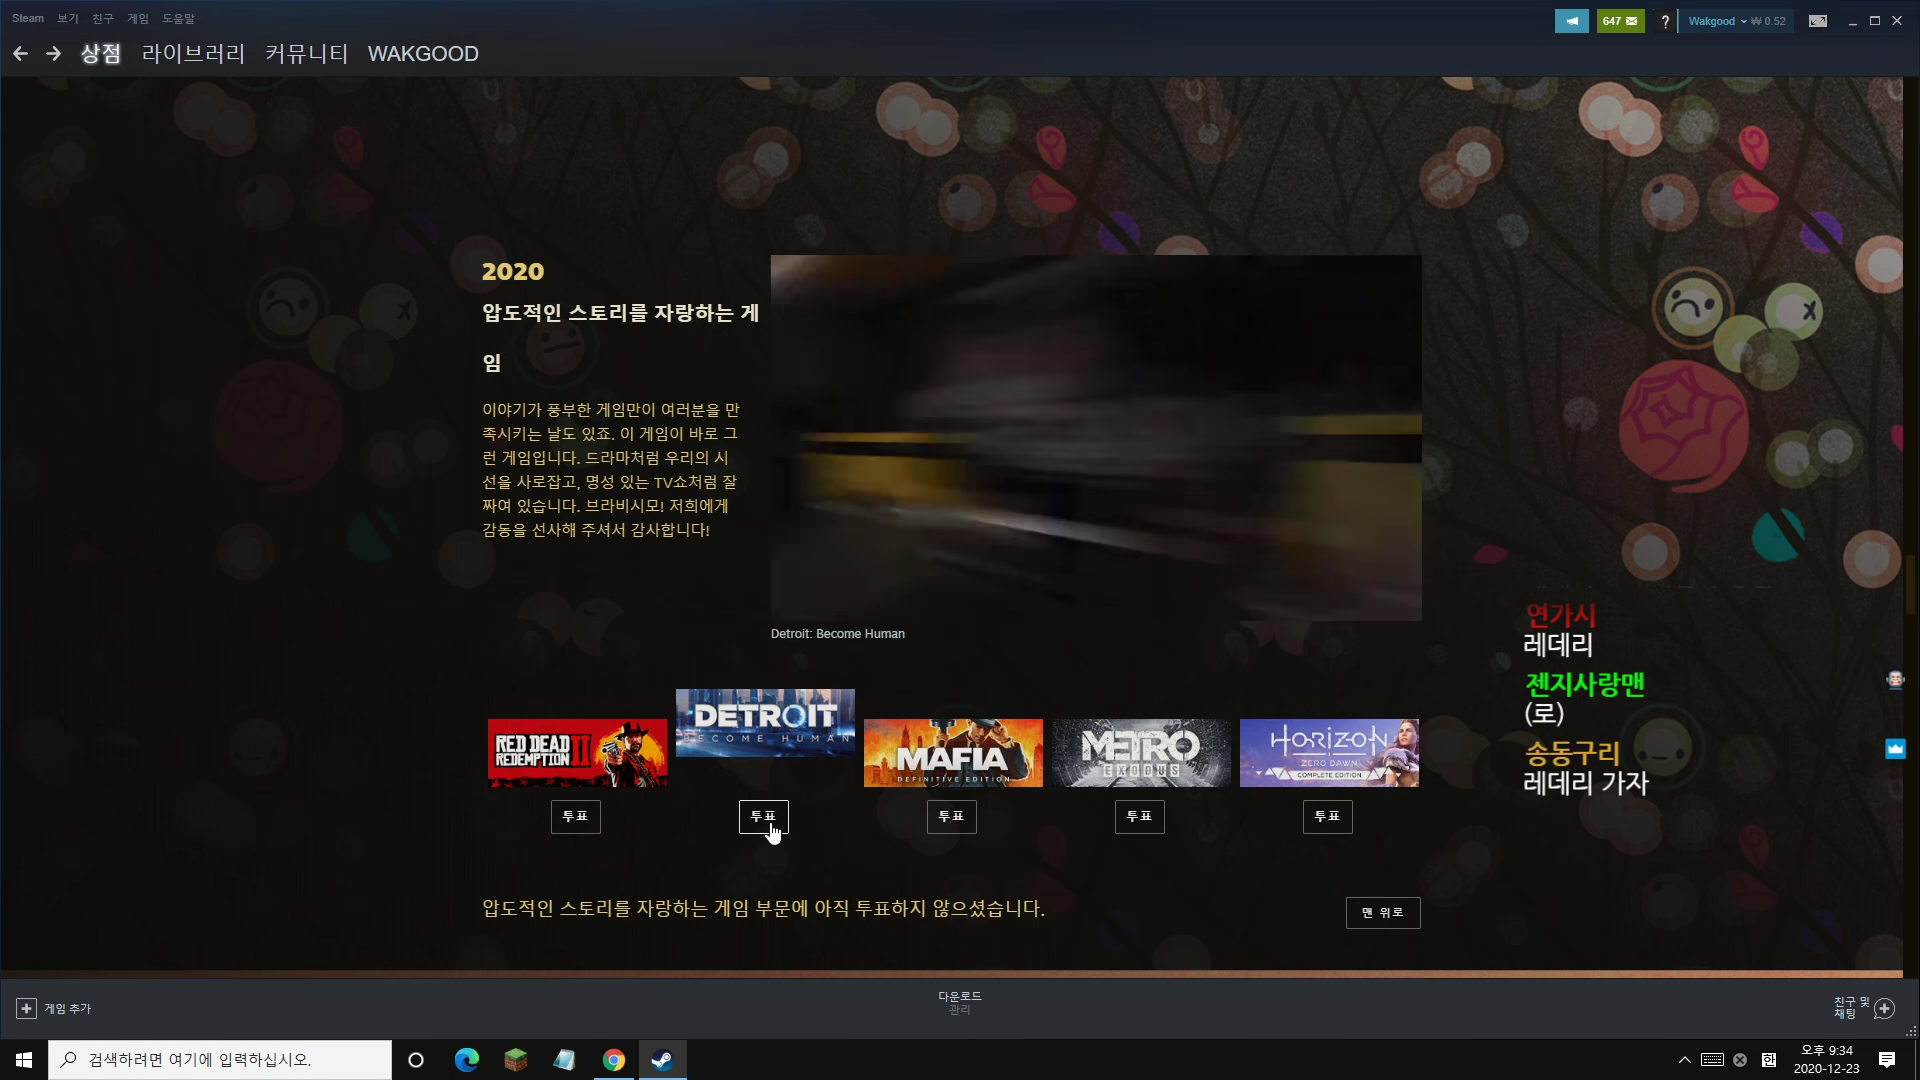 Steam 보기 친구 게임 도움말
647
?
Wakgood ₩ 0.52
상점 라이브러리 커뮤니티 WAKGOOD
2020
압도적인 스토리를 자랑하는 게
임
이야기가 풍부한 게임만이 여러분을 만
족시키는 날도 있죠. 이 게임이 바로 그
런 게임입니다. 드라마처럼 우리의 시
선을 사로잡고, 명성 있는 TV쇼처럼 잘
짜여 있습니다. 브라비시모! 저희에게
감동을 선사해 주셔서 감사합니다!
Detroit: Become Human
연가시
레데리
젠지사랑맨
(로)
송동구리
레데리 가자
RED DEAD
REDEMPTION II
DETROIT
BECOME HUMAN
MAFIA
DEFINITIVE EDITION
METRO
EXODUS
HORIZON
ZERO DAWN
COMPLETE EDITION
투표 투표 투표 투표 투표
압도적인 스토리를 자랑하는 게임 부문에 아직 투표하지 않으셨습니다.
맨 위로
게임 추가
다운로드
관리
친구 및
채팅
검색하려면 여기에 입력하십시오.
한
오후 9:34
2020-12-23